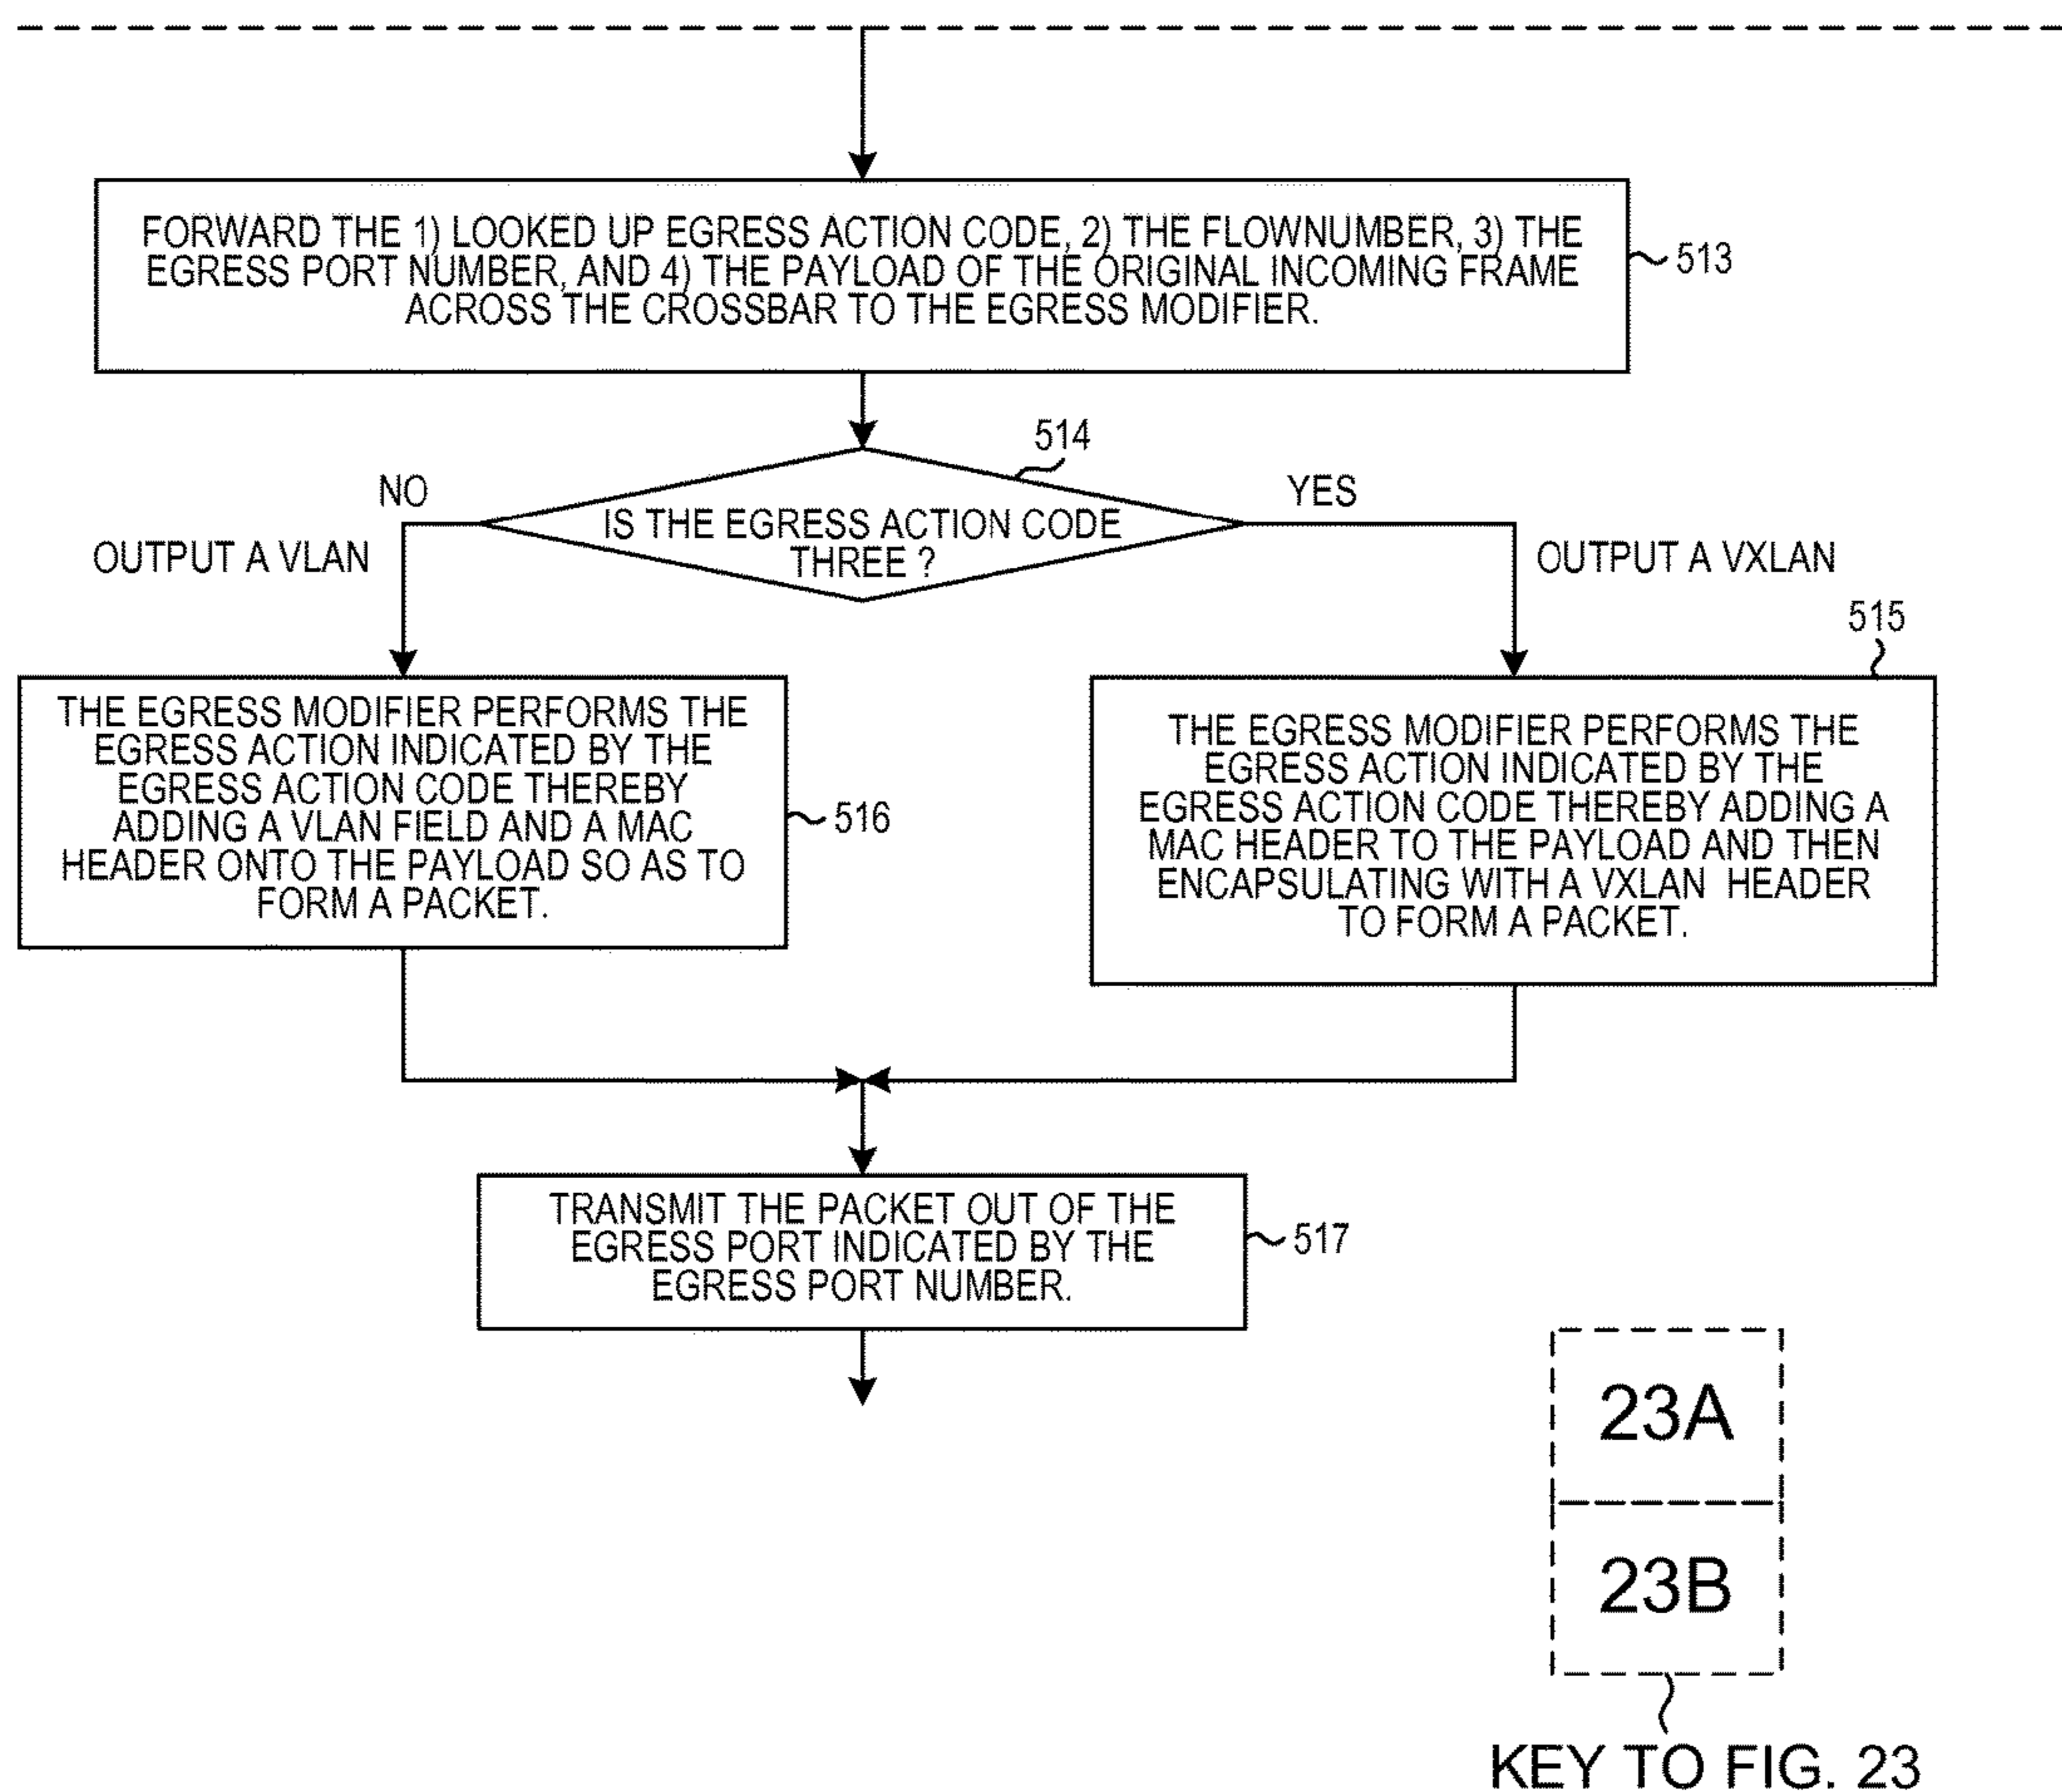 FORWARD THE 1) LOOKED UP EGRESS ACTION CODE, 2) THE FLOWNUMBER, 3) THE
EGRESS PORT NUMBER, AND 4) THE PAYLOAD OF THE ORIGINAL INCOMING FRAME
ACROSS THE CROSSBAR TO THE EGRESS MODIFIER.
513
514
NO
YES
IS THE EGRESS ACTION CODE
THREE ?
OUTPUT A VLAN
OUTPUT A VXLAN
THE EGRESS MODIFIER PERFORMS THE
EGRESS ACTION INDICATED BY THE
EGRESS ACTION CODE THEREBY
ADDING A VLAN FIELD AND A MAC
HEADER ONTO THE PAYLOAD SO AS TO
FORM A PACKET.
516
515
THE EGRESS MODIFIER PERFORMS THE
EGRESS ACTION INDICATED BY THE
EGRESS ACTION CODE THEREBY ADDING A
MAC HEADER TO THE PAYLOAD AND THEN
ENCAPSULATING WITH A VXLAN HEADER
TO FORM A PACKET.
TRANSMIT THE PACKET OUT OF THE
EGRESS PORT INDICATED BY THE
EGRESS PORT NUMBER.
517
23A
23B
KEY TO FIG. 23